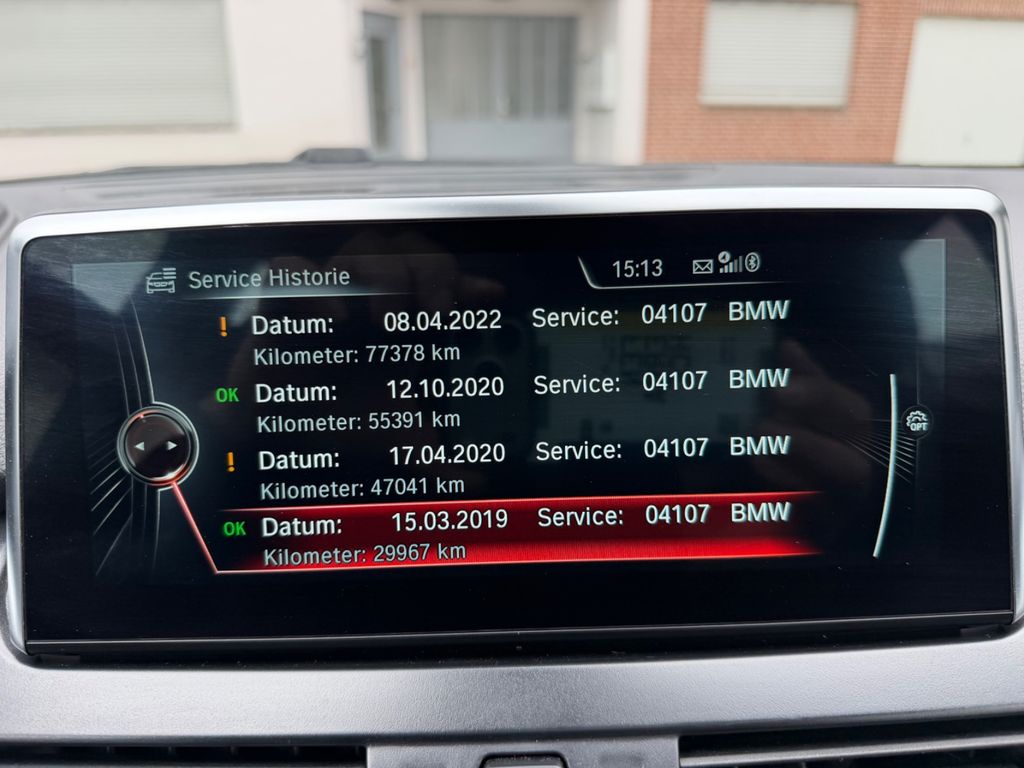 Service Historie 15:13
! Datum: 08.04.2022 Service: 04107 BMW
Kilometer: 77378 km
OK Datum: 12.10.2020 Service: 04107 BMW
Kilometer: 55391 km
! Datum: 17.04.2020 Service: 04107 BMW
Kilometer: 47041 km
OK Datum: 15.03.2019 Service: 04107 BMW
Kilometer: 29967 km
OPT